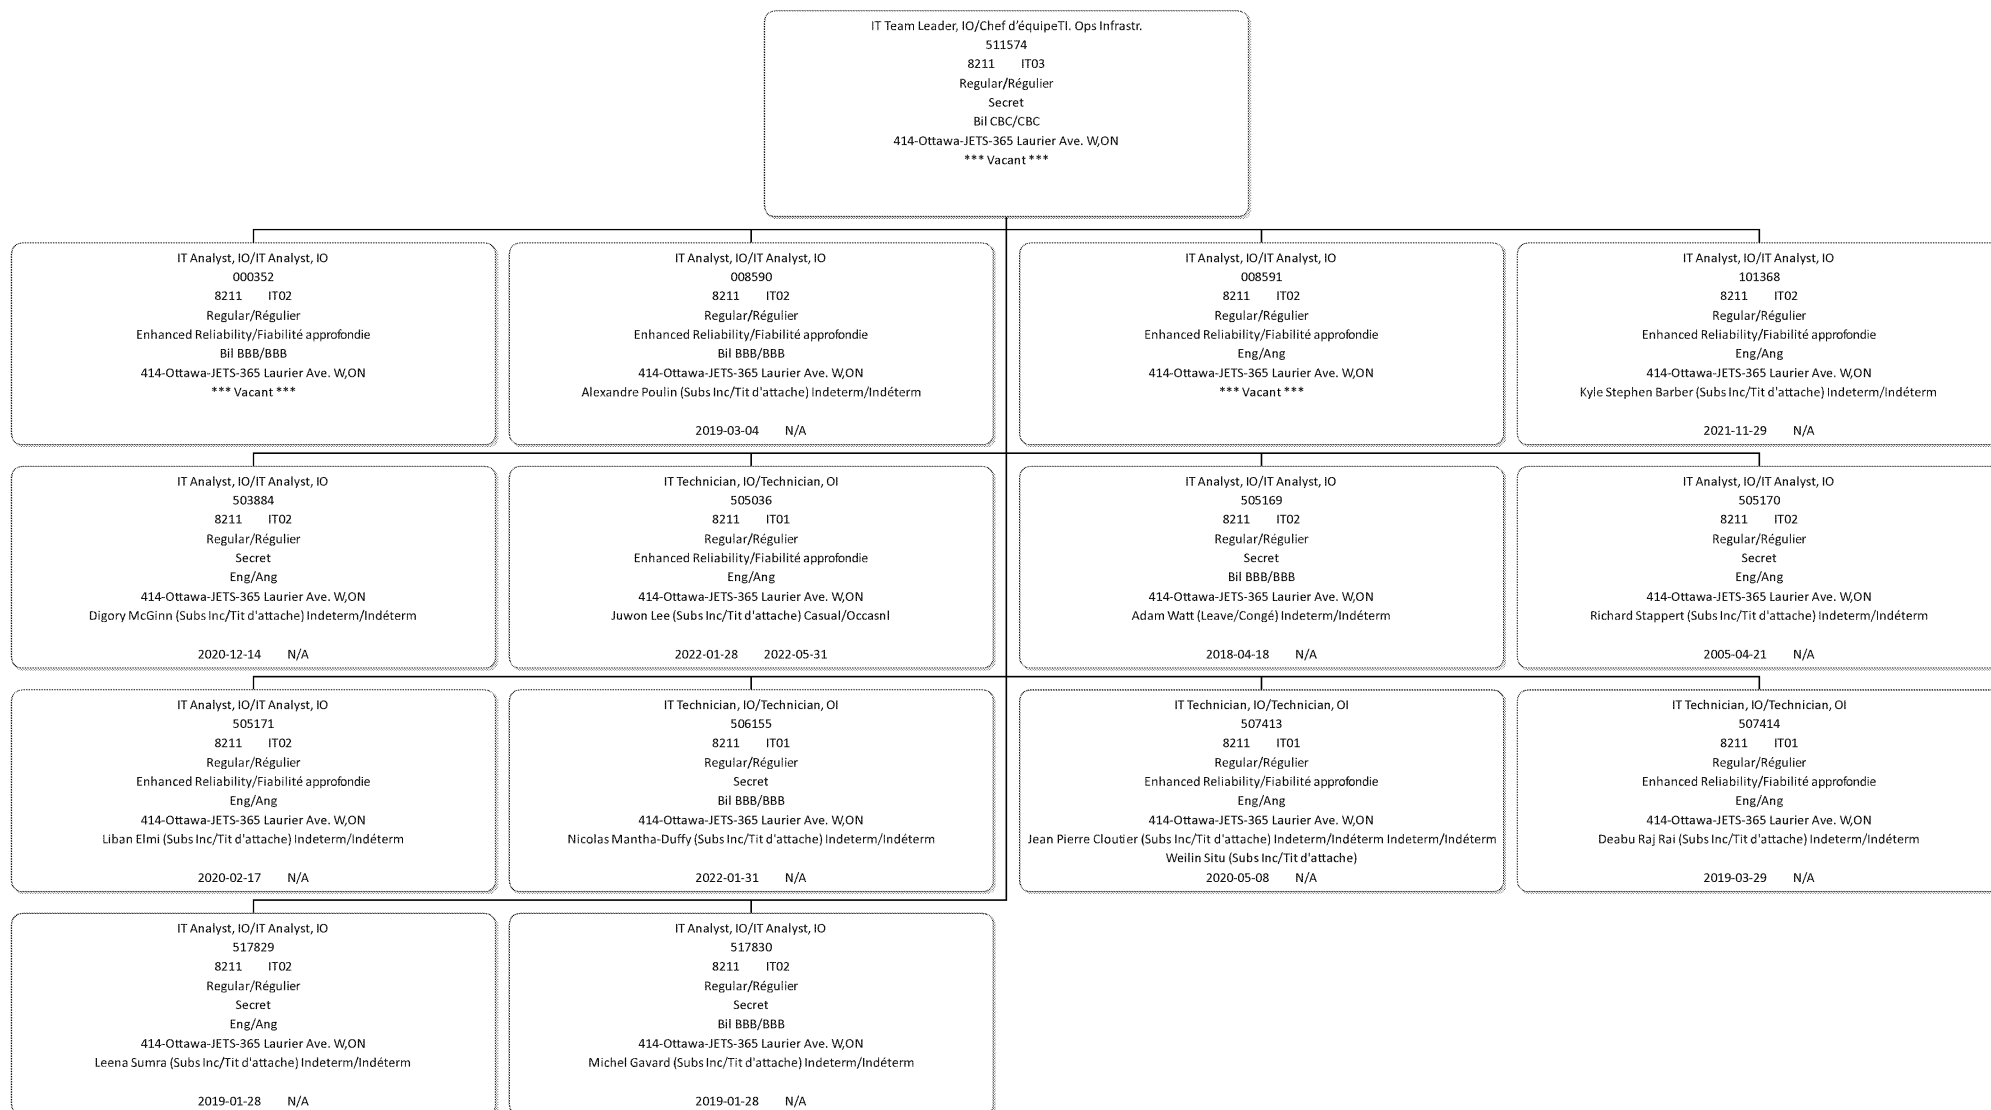 IT Team Leader, IO/Chef d'équipeTI. Ops Infrastr.
511574
8211 IT03
Regular/Régulier
Secret
Bil CBC/CBC
414-Ottawa-JETS-365 Laurier Ave. W,ON
*** Vacant ***
IT Analyst, IO/IT Analyst, IO
000352
8211 IT02
Regular/Régulier
Enhanced Reliability/Fiabilité approfondie
Bil BBB/BBB
414-Ottawa-JETS-365 Laurier Ave. W,ON
*** Vacant ***
IT Analyst, IO/IT Analyst, IO
008590
8211 IT02
Regular/Régulier
Enhanced Reliability/Fiabilité approfondie
Bil BBB/BBB
414-Ottawa-JETS-365 Laurier Ave. W,ON
Alexandre Poulin (Subs Inc/Tit d'attache) Indeterm/Indéterm
2019-03-04 N/A
IT Analyst, IO/IT Analyst, IO
008591
8211 IT02
Regular/Régulier
Enhanced Reliability/Fiabilité approfondie
Eng/Ang
414-Ottawa-JETS-365 Laurier Ave. W,ON
*** Vacant ***
IT Analyst, IO/IT Analyst, IO
101368
8211 IT02
Regular/Régulier
Enhanced Reliability/Fiabilité approfondie
Eng/Ang
414-Ottawa-JETS-365 Laurier Ave. W,ON
Kyle Stephen Barber (Subs Inc/Tit d'attache) Indeterm/Indéterm
2021-11-29 N/A
IT Analyst, IO/IT Analyst, IO
503884
8211 IT02
Regular/Régulier
Secret
Eng/Ang
414-Ottawa-JETS-365 Laurier Ave. W,ON
Digory McGinn (Subs Inc/Tit d'attache) Indeterm/Indéterm
2020-12-14 N/A
IT Technician, IO/Technician, OI
505036
8211 IT01
Regular/Régulier
Enhanced Reliability/Fiabilité approfondie
Eng/Ang
414-Ottawa-JETS-365 Laurier Ave. W,ON
Juwon Lee (Subs Inc/Tit d'attache) Casual/Occasnl
2022-01-28 2022-05-31
IT Analyst, IO/IT Analyst, IO
505169
8211 IT02
Regular/Régulier
Secret
Bil BBB/BBB
414-Ottawa-JETS-365 Laurier Ave. W,ON
Adam Watt (Leave/Congé) Indeterm/Indéterm
2018-04-18 N/A
IT Analyst, IO/IT Analyst, IO
505170
8211 IT02
Regular/Régulier
Secret
Eng/Ang
414-Ottawa-JETS-365 Laurier Ave. W,ON
Richard Stappert (Subs Inc/Tit d'attache) Indeterm/Indéterm
2005-04-21 N/A
IT Analyst, IO/IT Analyst, IO
505171
8211 IT02
Regular/Régulier
Enhanced Reliability/Fiabilité approfondie
Eng/Ang
414-Ottawa-JETS-365 Laurier Ave. W,ON
Liban Elmi (Subs Inc/Tit d'attache) Indeterm/Indéterm
2020-02-17 N/A
IT Technician, IO/Technician, OI
506155
8211 IT01
Regular/Régulier
Secret
Bil BBB/BBB
414-Ottawa-JETS-365 Laurier Ave. W,ON
Nicolas Mantha-Duffy (Subs Inc/Tit d'attache) Indeterm/Indéterm
2022-01-31 N/A
IT Technician, IO/Technician, OI
507413
8211 IT01
Regular/Régulier
Enhanced Reliability/Fiabilité approfondie
Eng/Ang
414-Ottawa-JETS-365 Laurier Ave. W,ON
Jean Pierre Cloutier (Subs Inc/Tit d'attache) Indeterm/Indéterm Indeterm/Indéterm
Weilin Situ (Subs Inc/Tit d'attache)
2020-05-08 N/A
IT Technician, IO/Technician, OI
507414
8211 IT01
Regular/Régulier
Enhanced Reliability/Fiabilité approfondie
Eng/Ang
414-Ottawa-JETS-365 Laurier Ave. W,ON
Deabu Raj Rai (Subs Inc/Tit d'attache) Indeterm/Indéterm
2019-03-29 N/A
IT Analyst, IO/IT Analyst, IO
517829
8211 IT02
Regular/Régulier
Secret
Eng/Ang
414-Ottawa-JETS-365 Laurier Ave. W,ON
Leena Sumra (Subs Inc/Tit d'attache) Indeterm/Indéterm
2019-01-28 N/A
IT Analyst, IO/IT Analyst, IO
517830
8211 IT02
Regular/Régulier
Secret
Bil BBB/BBB
414-Ottawa-JETS-365 Laurier Ave. W,ON
Michel Gavard (Subs Inc/Tit d'attache) Indeterm/Indéterm
2019-01-28 N/A